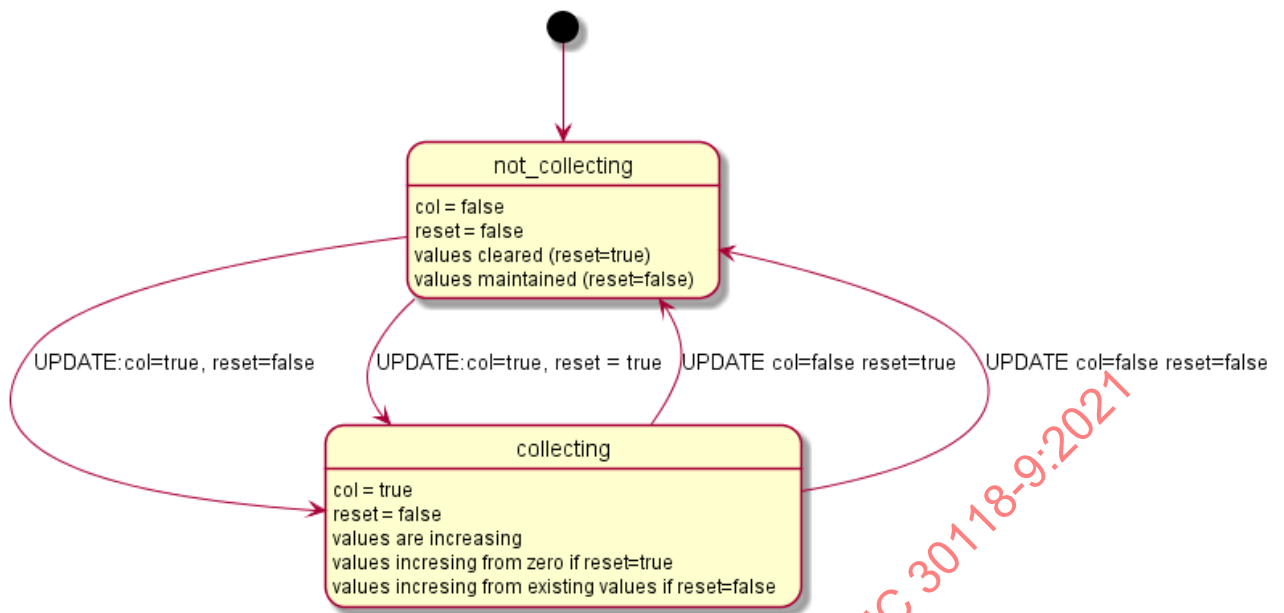 not_collecting
col = false
reset = false
values cleared (reset=true)
values maintained (reset=false)
UPDATE:col=true, reset=false
UPDATE:col=true, reset = true
UPDATE col=false reset=true
UPDATE col=false reset=false
collecting
col = true
reset = false
values are increasing
values incresing from zero if reset=true
values incresing from existing values if reset=false
30118-9:2021